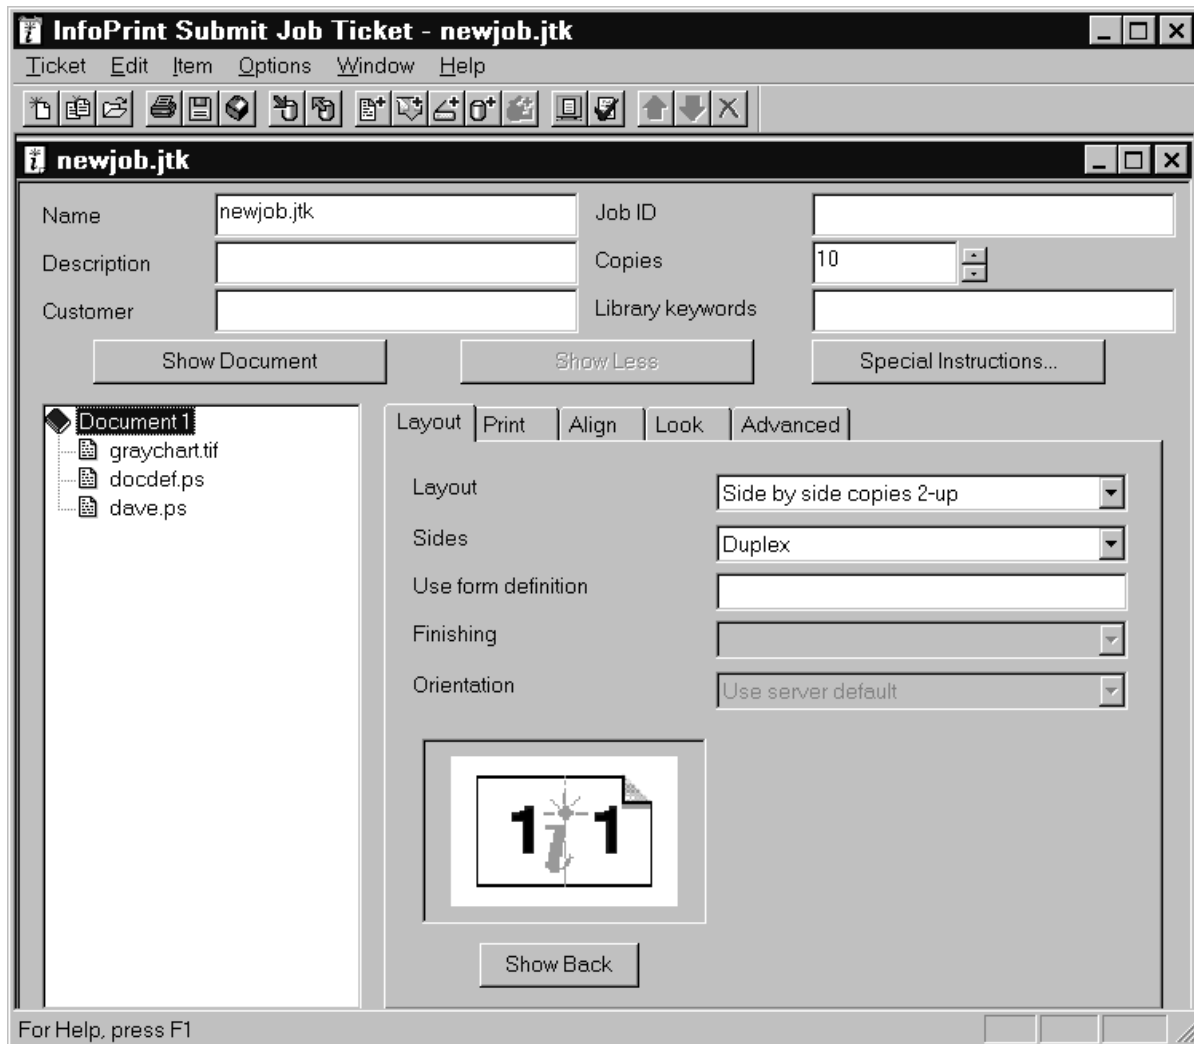 InfoPrint Submit Job Ticket - newjob.jtk
Ticket Edit Item Options Window Help
newjob.jtk
Name newjob.jtk Job ID
Description Copies 10
Customer Library keywords
Show Document Show Less Special Instructions...
Document 1
graychart.tif
docdef.ps
dave.ps
Layout Print Align Look Advanced
Layout Side by side copies 2-up
Sides Duplex
Use form definition
Finishing
Orientation Use server default
1 i 1
Show Back
For Help, press F1